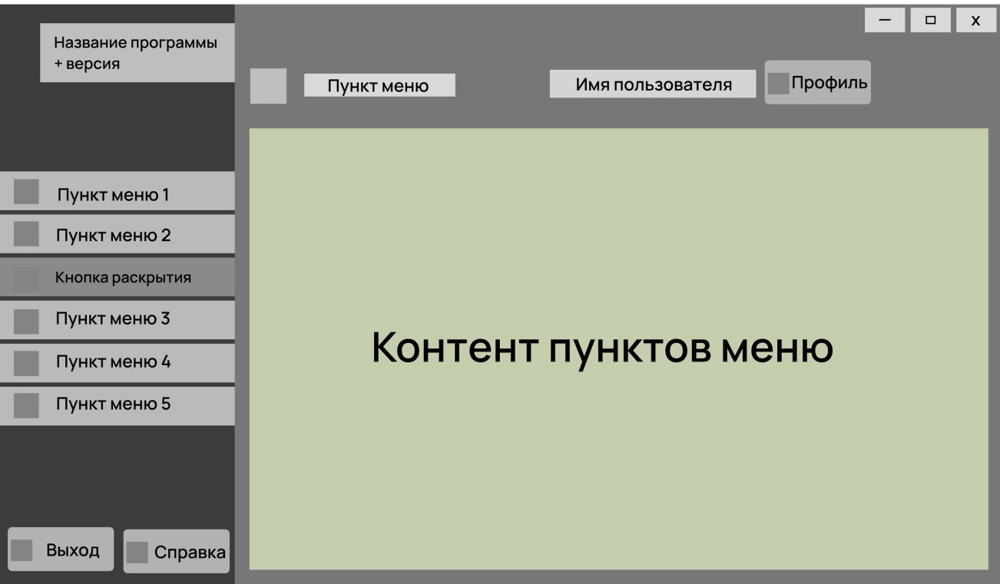 Название программы
+ версия
— □ x
Пункт меню
Имя пользователя
Профиль
Пункт меню 1
Пункт меню 2
Кнопка раскрытия
Пункт меню 3
Пункт меню 4
Пункт меню 5
Контент пунктов меню
Выход
Справка